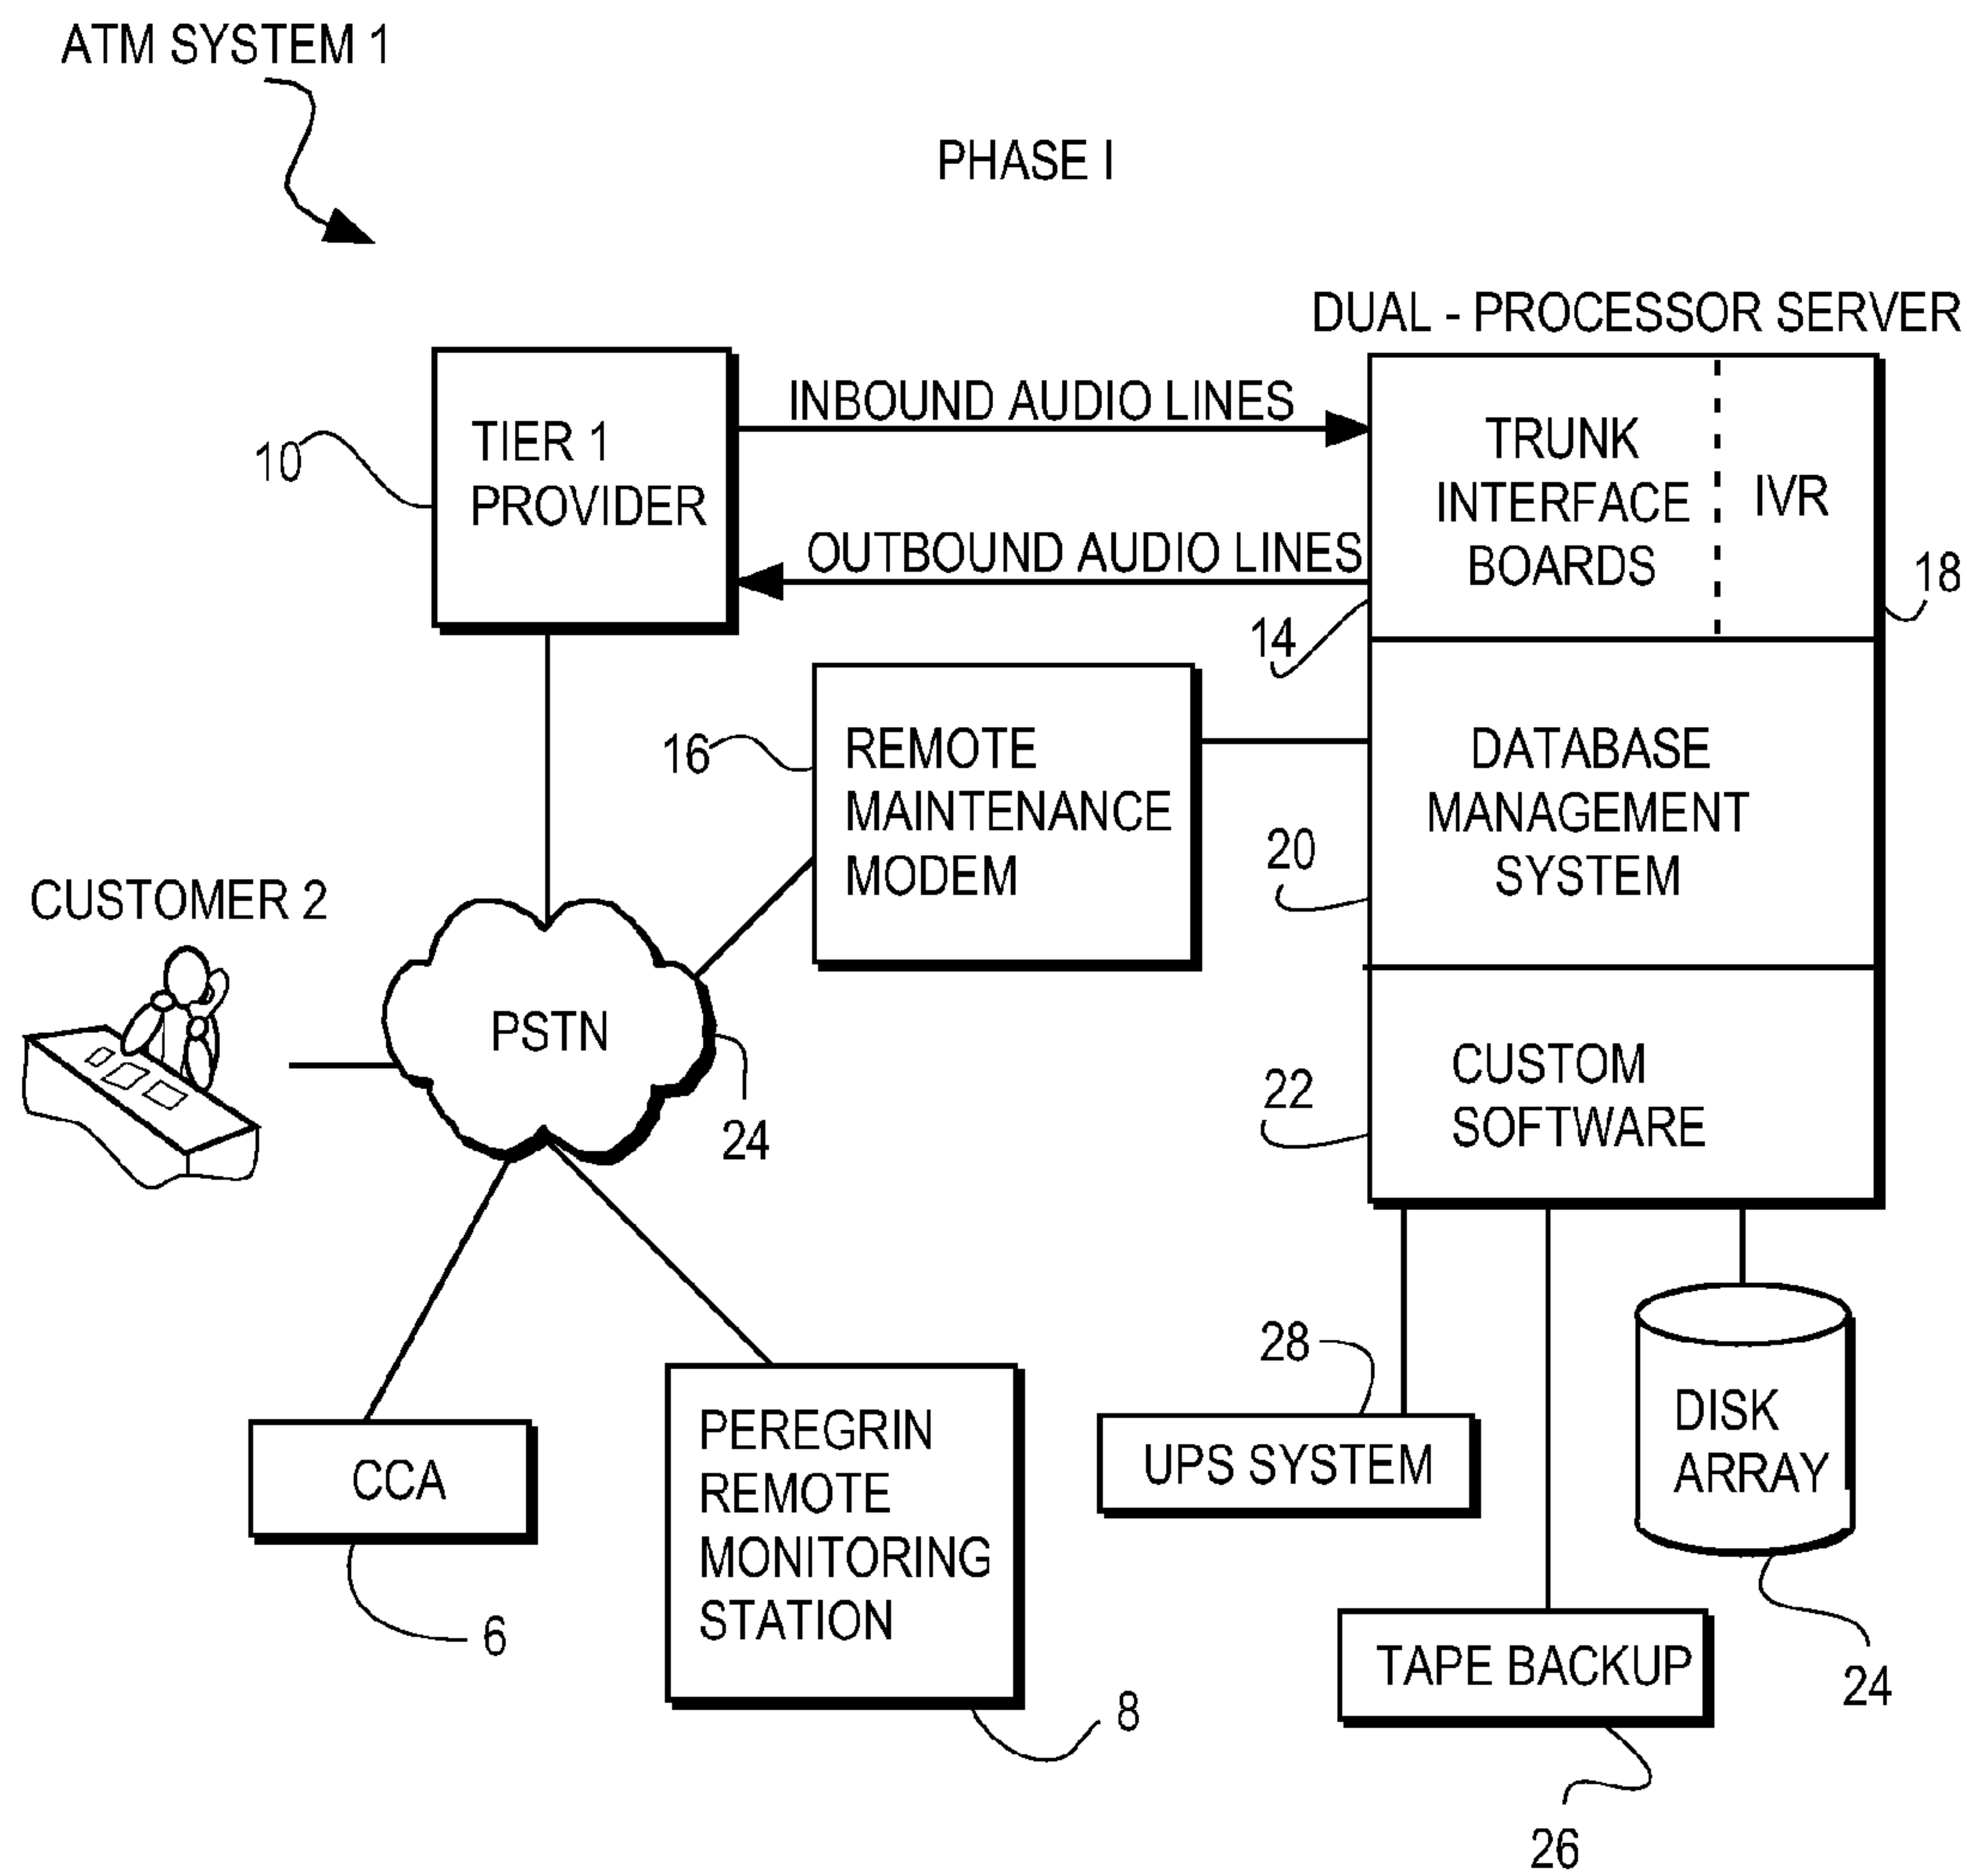 ATM SYSTEM 1
PHASE I
DUAL - PROCESSOR SERVER
TIER 1
PROVIDER
10
INBOUND AUDIO LINES
OUTBOUND AUDIO LINES
TRUNK
INTERFACE
BOARDS
IVR
14
18
REMOTE
MAINTENANCE
MODEM
16
DATABASE
MANAGEMENT
SYSTEM
20
CUSTOMER 2
PSTN
24
CUSTOM
SOFTWARE
22
CCA
6
PEREGRIN
REMOTE
MONITORING
STATION
8
28
UPS SYSTEM
DISK
ARRAY
24
TAPE BACKUP
26